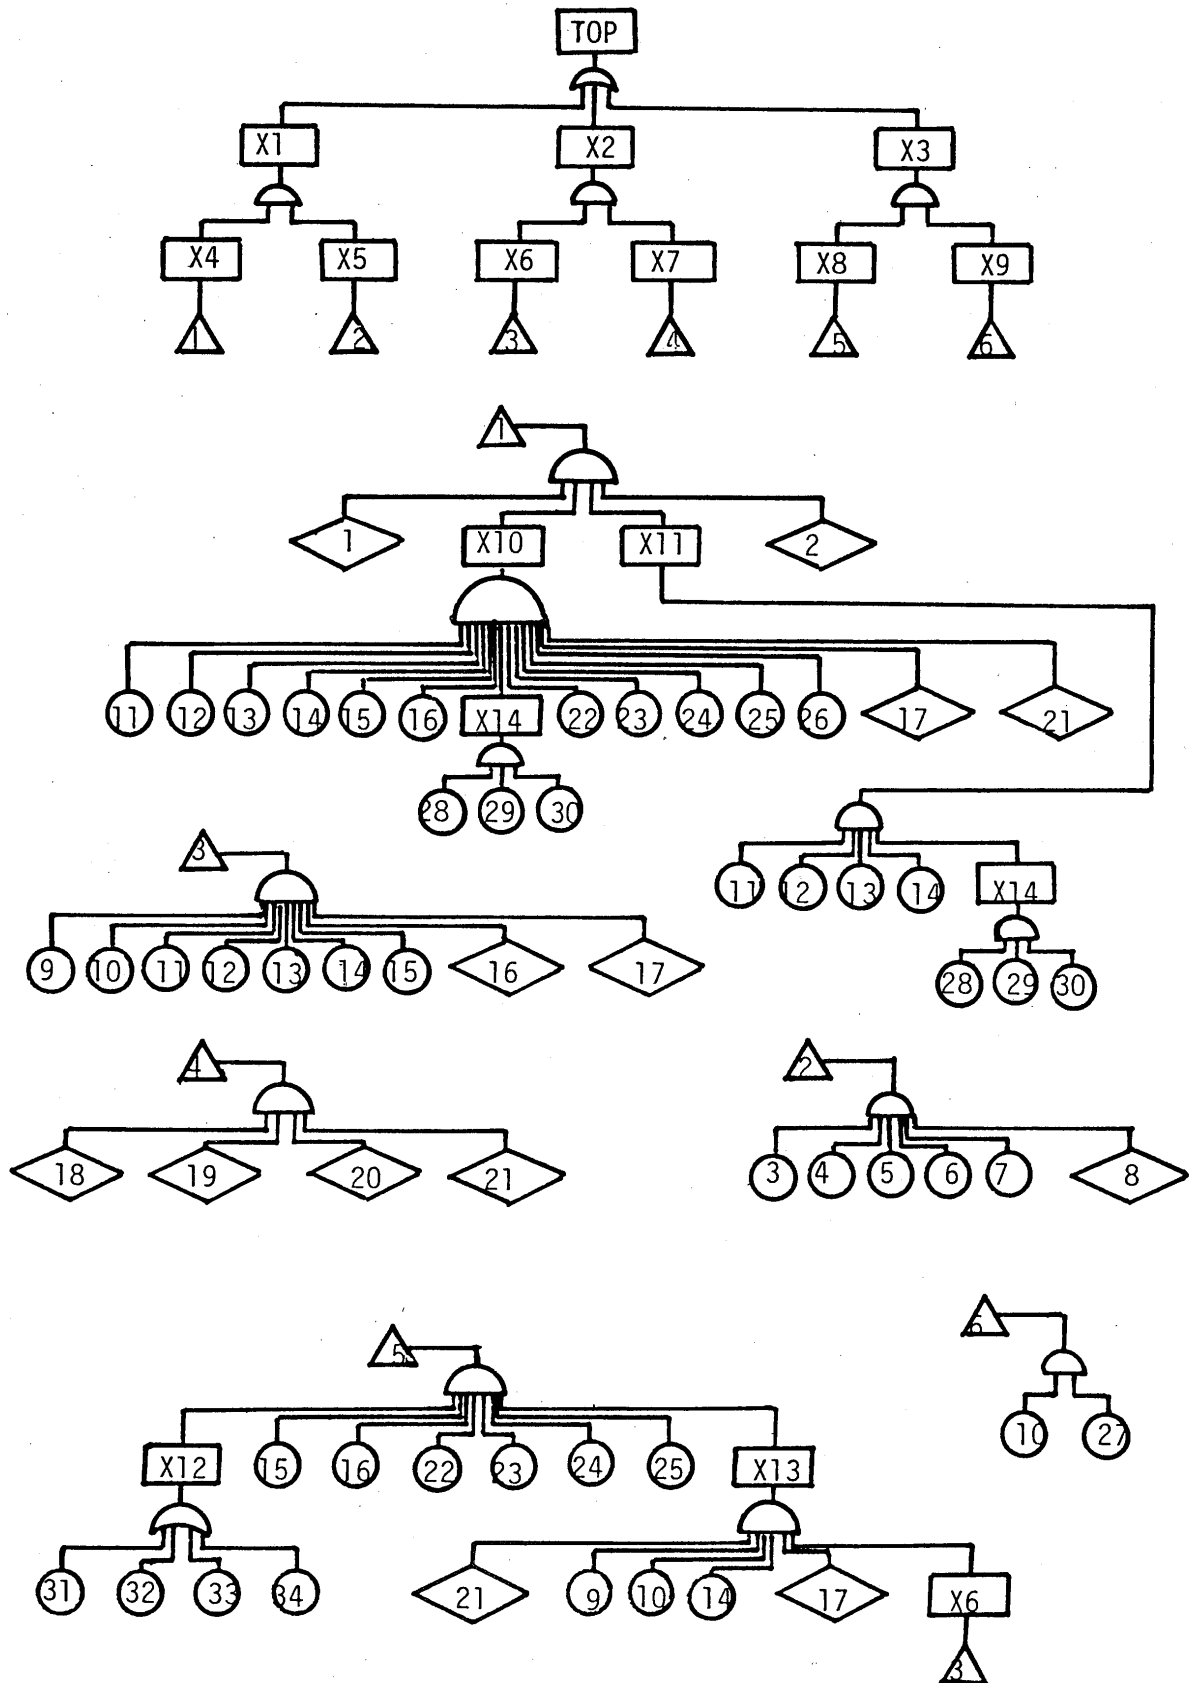 TOP
X1 X2 X3
X4 X5 X6 X7 X8 X9
1 2 3 4 5 6
1
1 X10 X11 2
11 12 13 14 15 16 X14 22 23 24 25 26 17 21
28 29 30
3
11 12 13 14 X14
9 10 11 12 13 14 15 16 17
28 29 30
4 2
18 19 20 21
3 4 5 6 7 8
6
5
10 27
X12 15 16 22 23 24 25 X13
31 32 33 34
21 9 10 14 17 X6
3